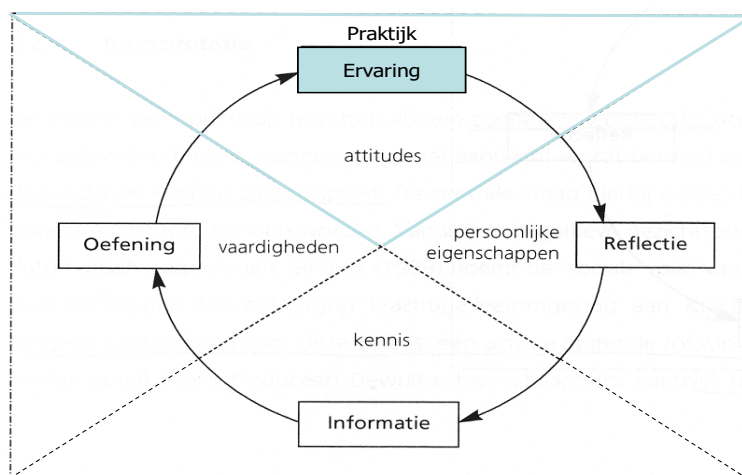 Praktijk
Ervaring
attitudes
Oefening
vaardigheden
persoonlijke
eigenschappen
Reflectie
kennis
Informatie